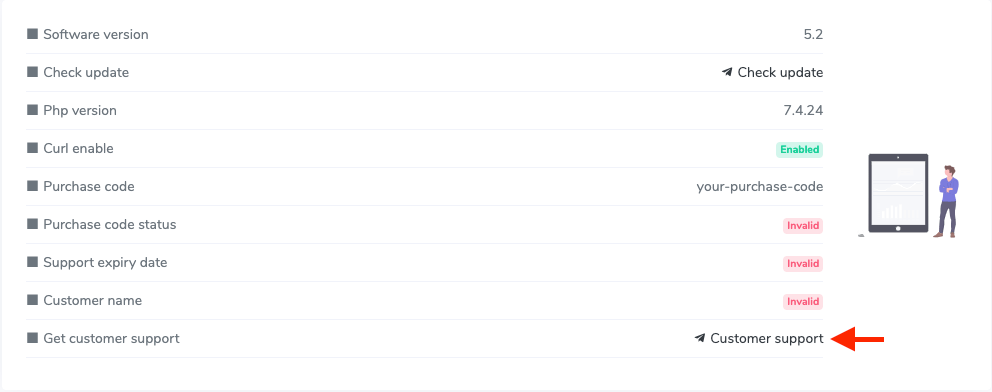 Software version 5.2
Check update Check update
Php version 7.4.24
Curl enable Enabled
Purchase code your-purchase-code
Purchase code status Invalid
Support expiry date Invalid
Customer name Invalid
Get customer support Customer support